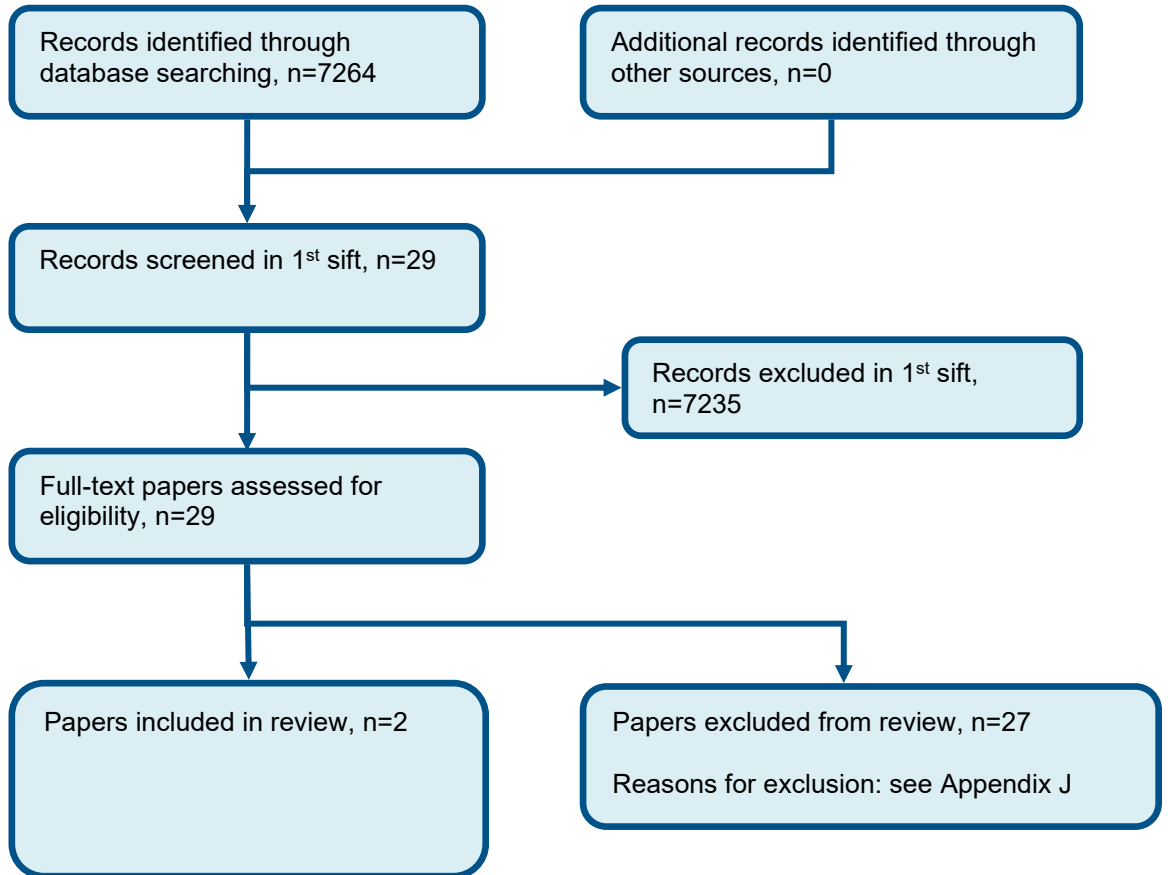 Records identified through
database searching, n=7264
Additional records identified through
other sources, n=0
Records screened in 1st sift, n=29
Records excluded in 1st sift,
n=7235
Full-text papers assessed for
eligibility, n=29
Papers included in review, n=2
Papers excluded from review, n=27
Reasons for exclusion: see Appendix J